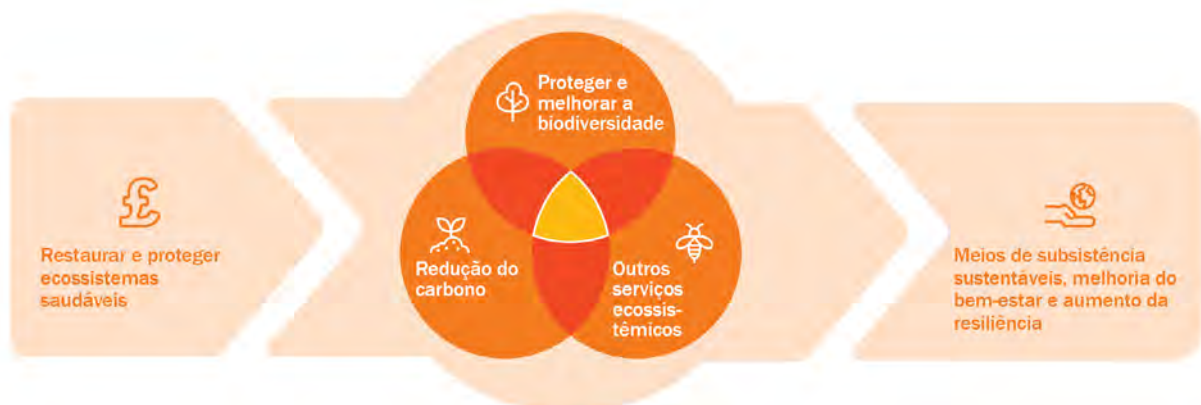 £
Restaurar e proteger
ecossistemas
saudáveis
Proteger e
melhorar a
biodiversidade
Redução do
carbono
Outros
serviços
ecossis-
têmicos
Meios de subsistência
sustentáveis, melhoria do
bem-estar e aumento da
resiliência